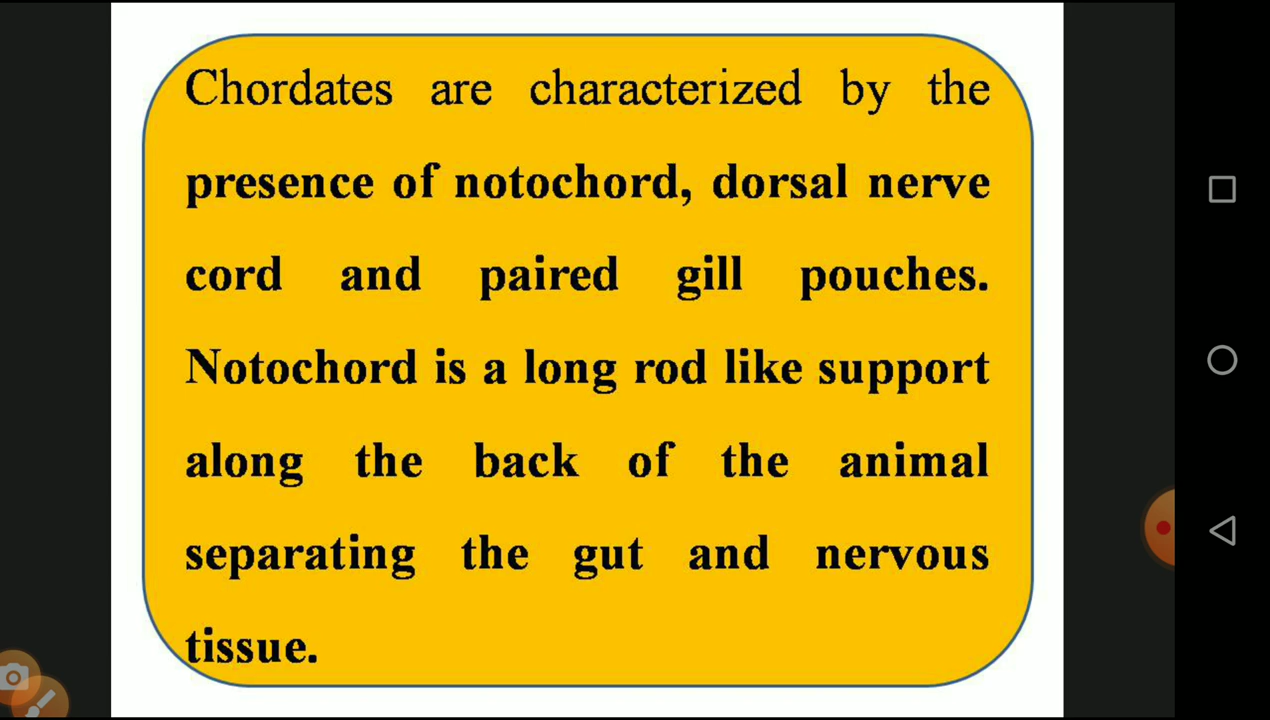 Chordates are characterized by the
presence of notochord, dorsal nerve
cord and paired gill pouches.
Notochord is a long rod like support
along the back of the animal
separating the gut and nervous
tissue.